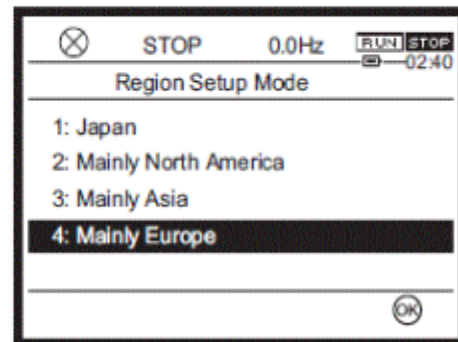 STOP 0.0Hz RUN STOP
02:40
Region Setup Mode
1: Japan
2: Mainly North America
3: Mainly Asia
4: Mainly Europe
OK